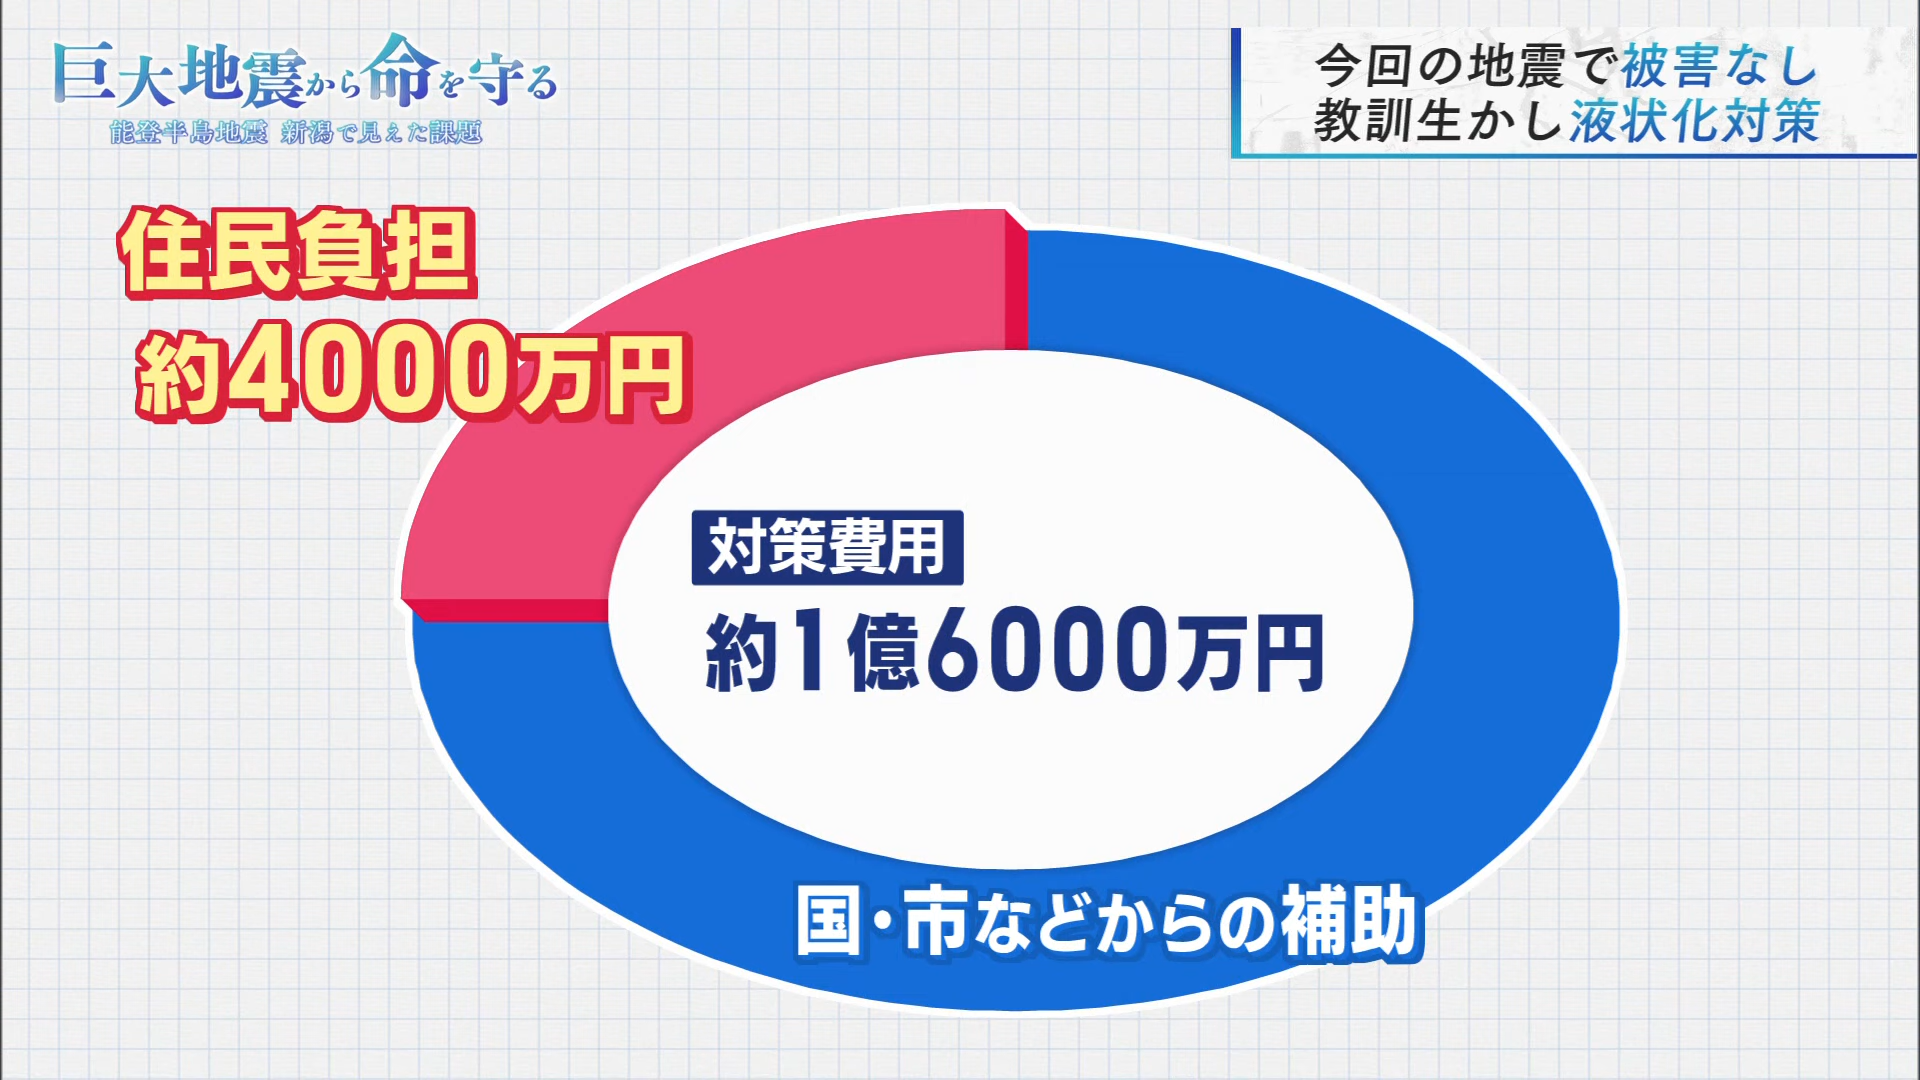 巨大地震から命を守る
能登半島地震 新潟で見えた課題
今回の地震で被害なし
教訓生かし液状化対策
住民負担
約4000万円
対策費用
約1億6000万円
国・市などからの補助